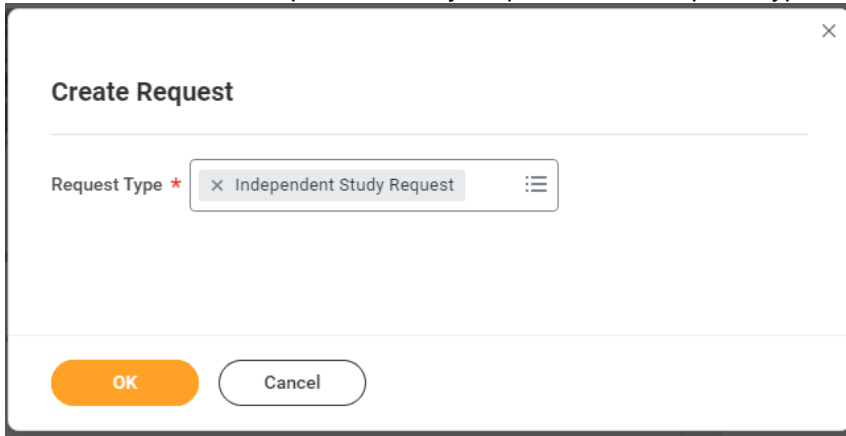 Create Request
Request Type * × Independent Study Request
OK Cancel